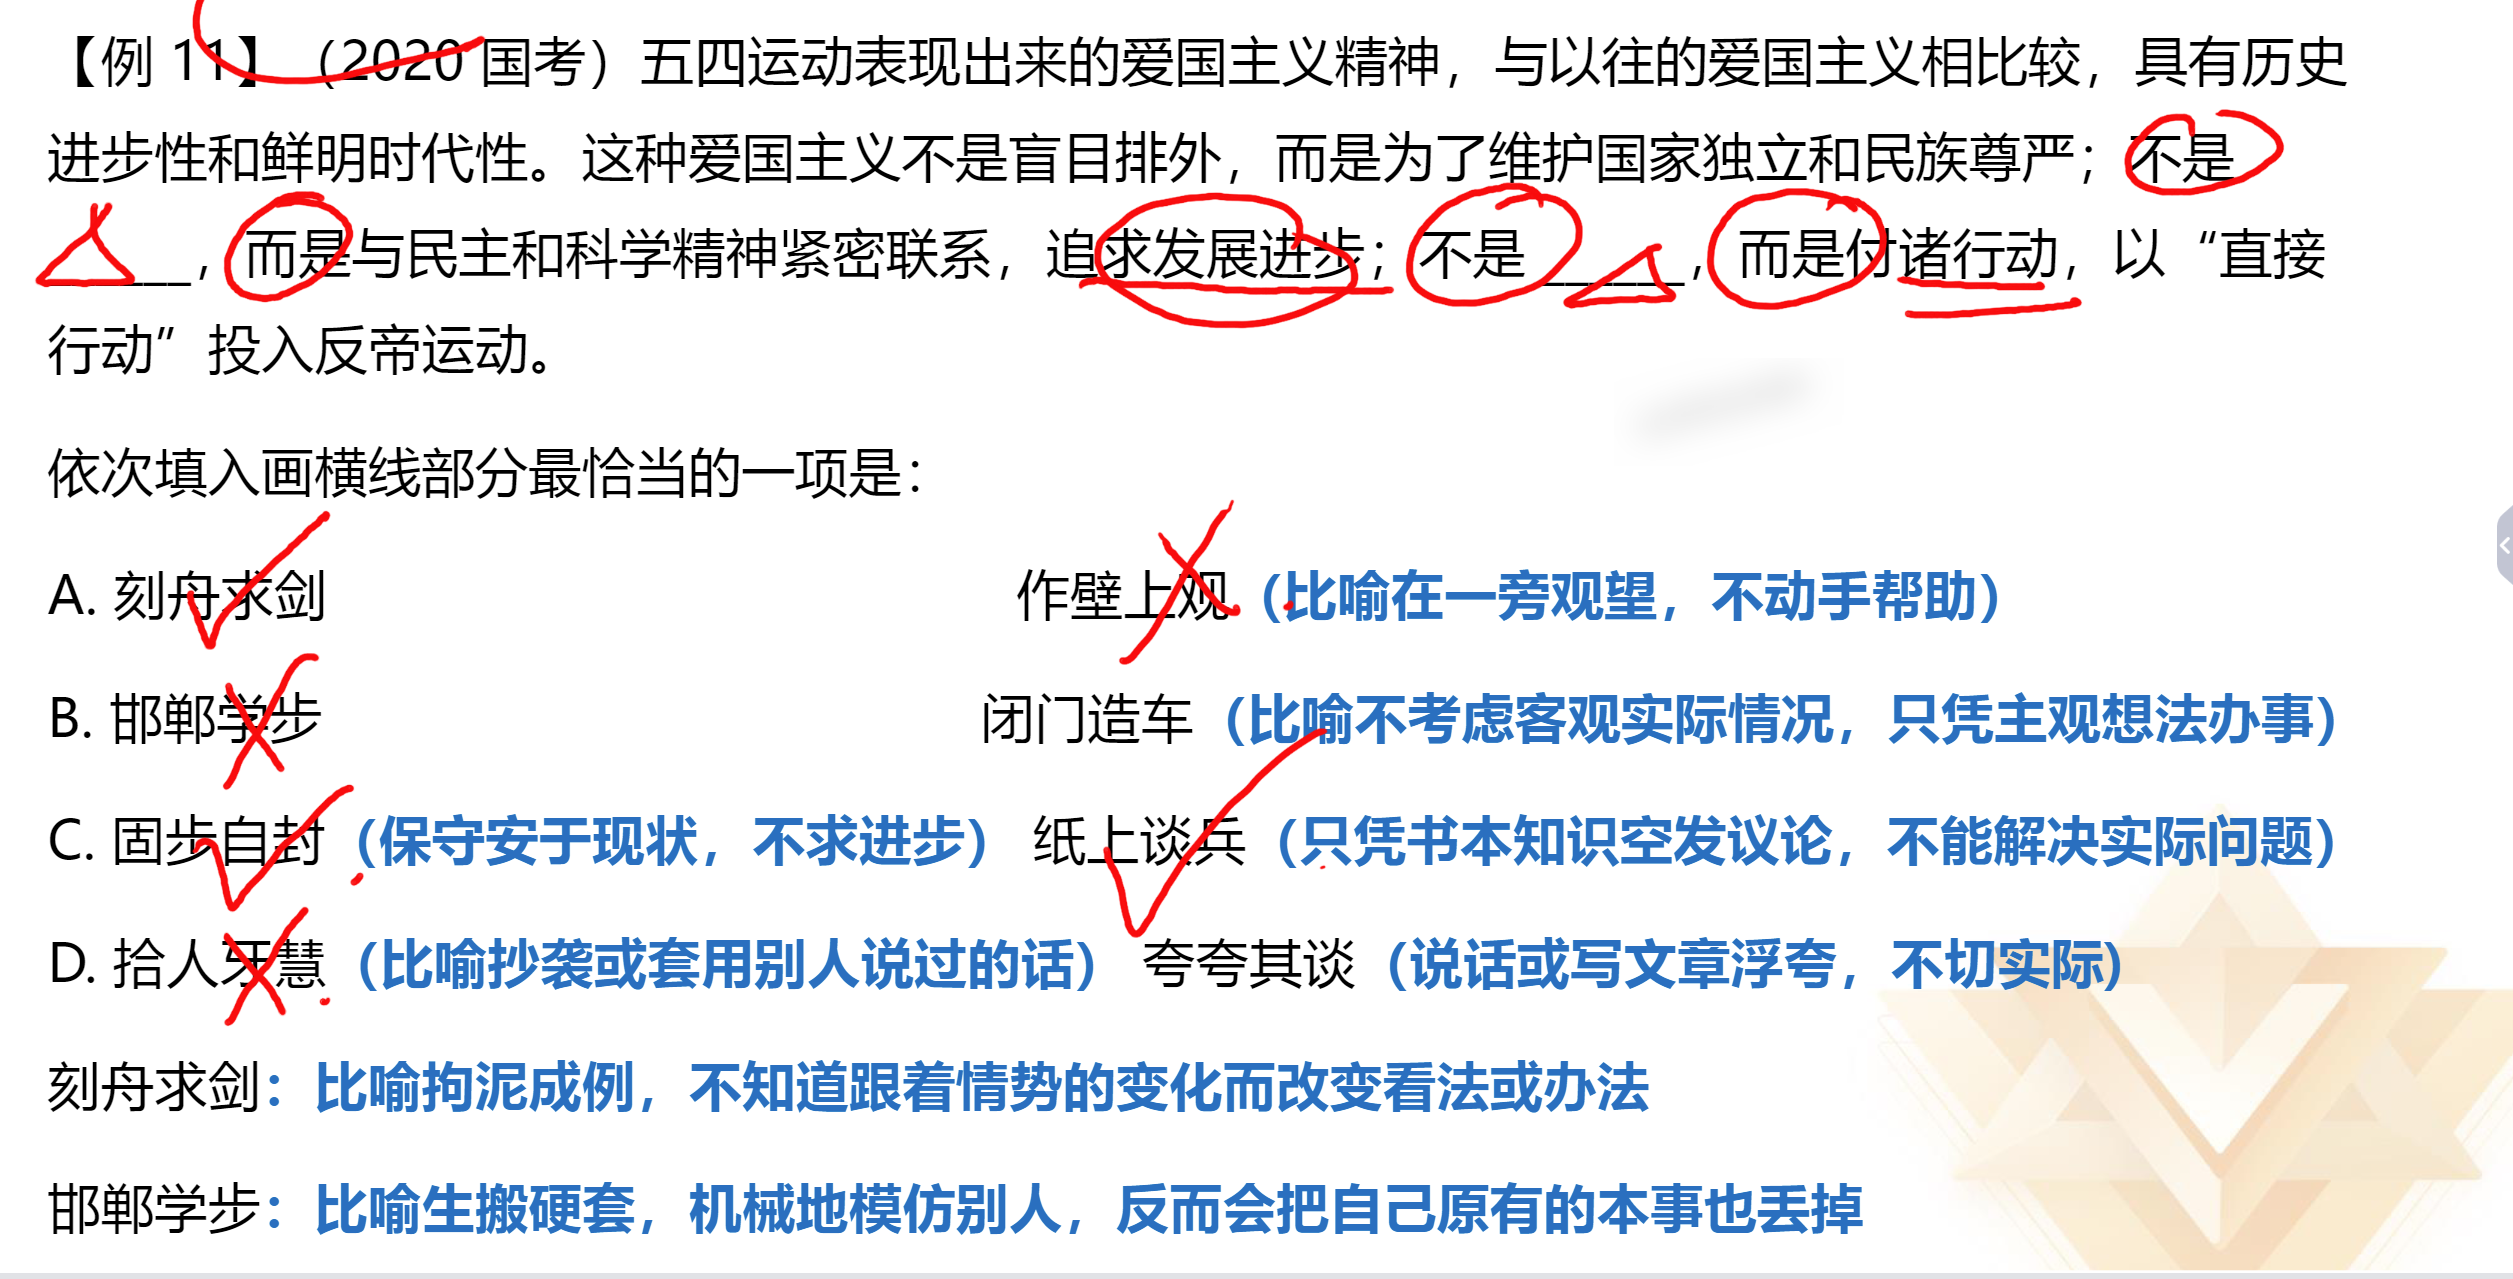 【例 11】（2020 国考）五四运动表现出来的爱国主义精神，与以往的爱国主义相比较，具有历史
进步性和鲜明时代性。这种爱国主义不是盲目排外，而是为了维护国家独立和民族尊严；不是
______，而是与民主和科学精神紧密联系，追求发展进步；不是______，而是付诸行动，以“直接
行动”投入反帝运动。
依次填入画横线部分最恰当的一项是：
A. 刻舟求剑 作壁上观（比喻在一旁观望，不动手帮助）
B. 邯郸学步 闭门造车（比喻不考虑客观实际情况，只凭主观想法办事）
C. 固步自封（保守安于现状，不求进步） 纸上谈兵（只凭书本知识空发议论，不能解决实际问题）
D. 拾人牙慧（比喻抄袭或套用别人说过的话） 夸夸其谈（说话或写文章浮夸，不切实际)
刻舟求剑：比喻拘泥成例，不知道跟着情势的变化而改变看法或办法
邯郸学步：比喻生搬硬套，机械地模仿别人，反而会把自己原有的本事也丢掉